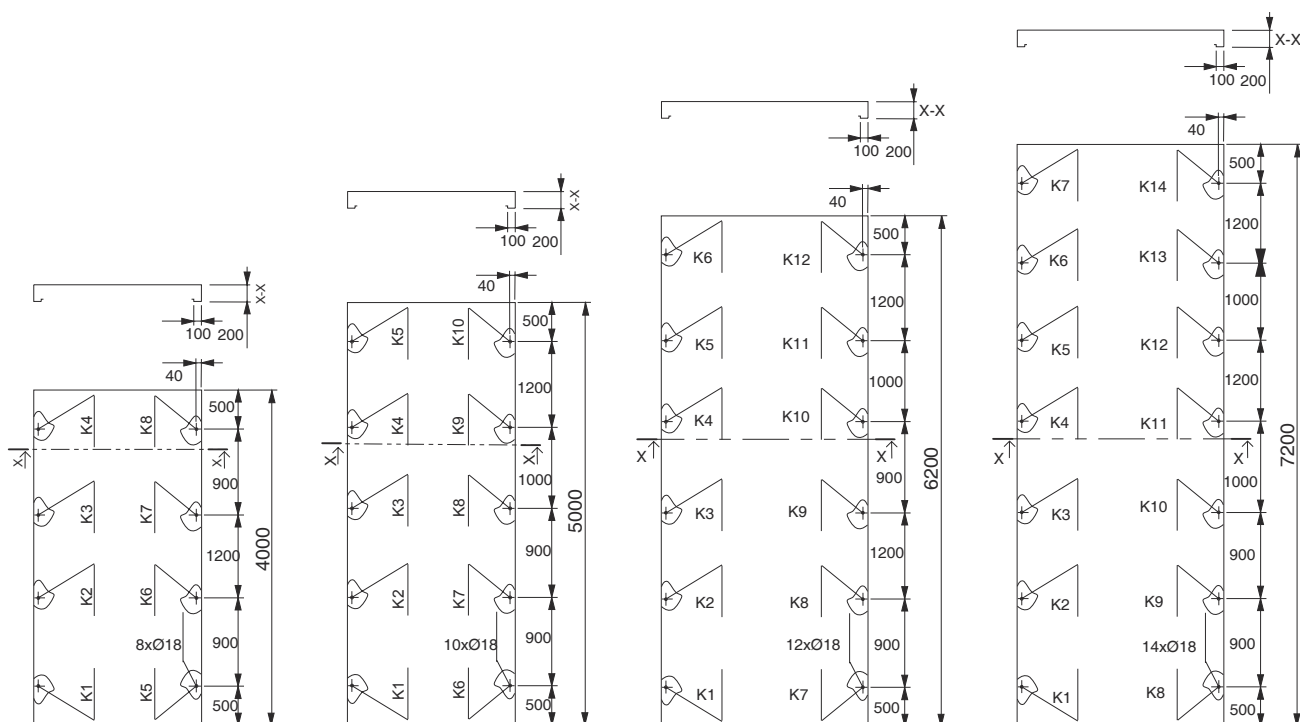 X-X
100 200
40
500
K4 K8
X X
900
K3 K7
1200
4000
K2 K6
900
8xØ18
K1 K5
500
X-X
100 200
40
500
K5 K10
1200
K4 K9
X X
1000
K3 K8
5000
900
K2 K7
900
10xØ18
K1 K6
500
X-X
100 200
40
500
K6 K12
1200
K5 K11
1000
K4 K10
X X
900
6200
K3 K9
1200
K2 K8
900
12xØ18
K1 K7
500
X-X
100 200
40
500
K7 K14
1200
K6 K13
1000
K5 K12
1200
K4 K11
X X
7200
1000
K3 K10
900
K2 K9
900
14xØ18
K1 K8
500